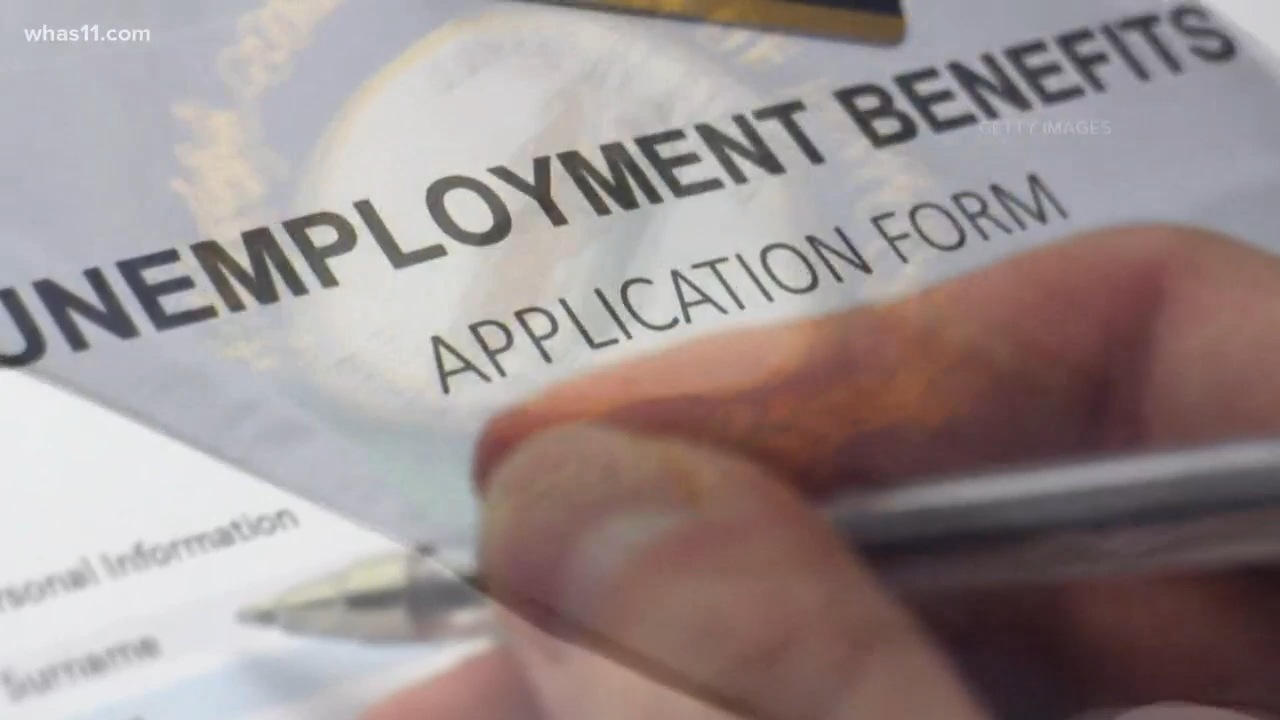 whas11.com
UNEMPLOYMENT BENEFITS
GETTY IMAGES
APPLICATION FORM
rsonal Information
Surname